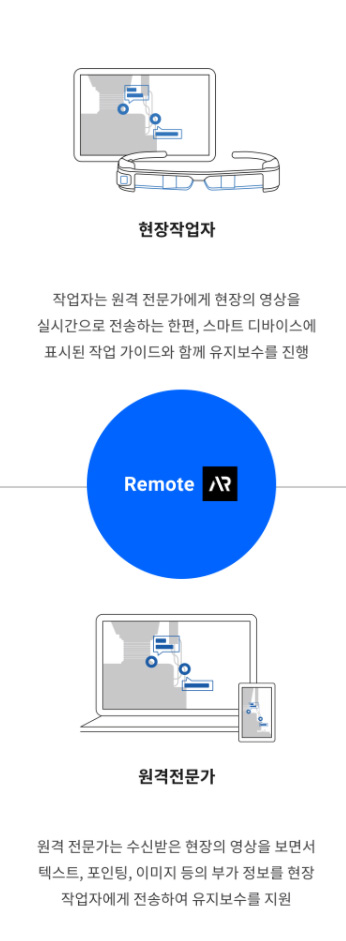 현장작업자
작업자는 원격 전문가에게 현장의 영상을
실시간으로 전송하는 한편, 스마트 디바이스에
표시된 작업 가이드와 함께 유지보수를 진행
Remote AR
원격전문가
원격 전문가는 수신받은 현장의 영상을 보면서
텍스트, 포인팅, 이미지 등의 부가 정보를 현장
작업자에게 전송하여 유지보수를 지원